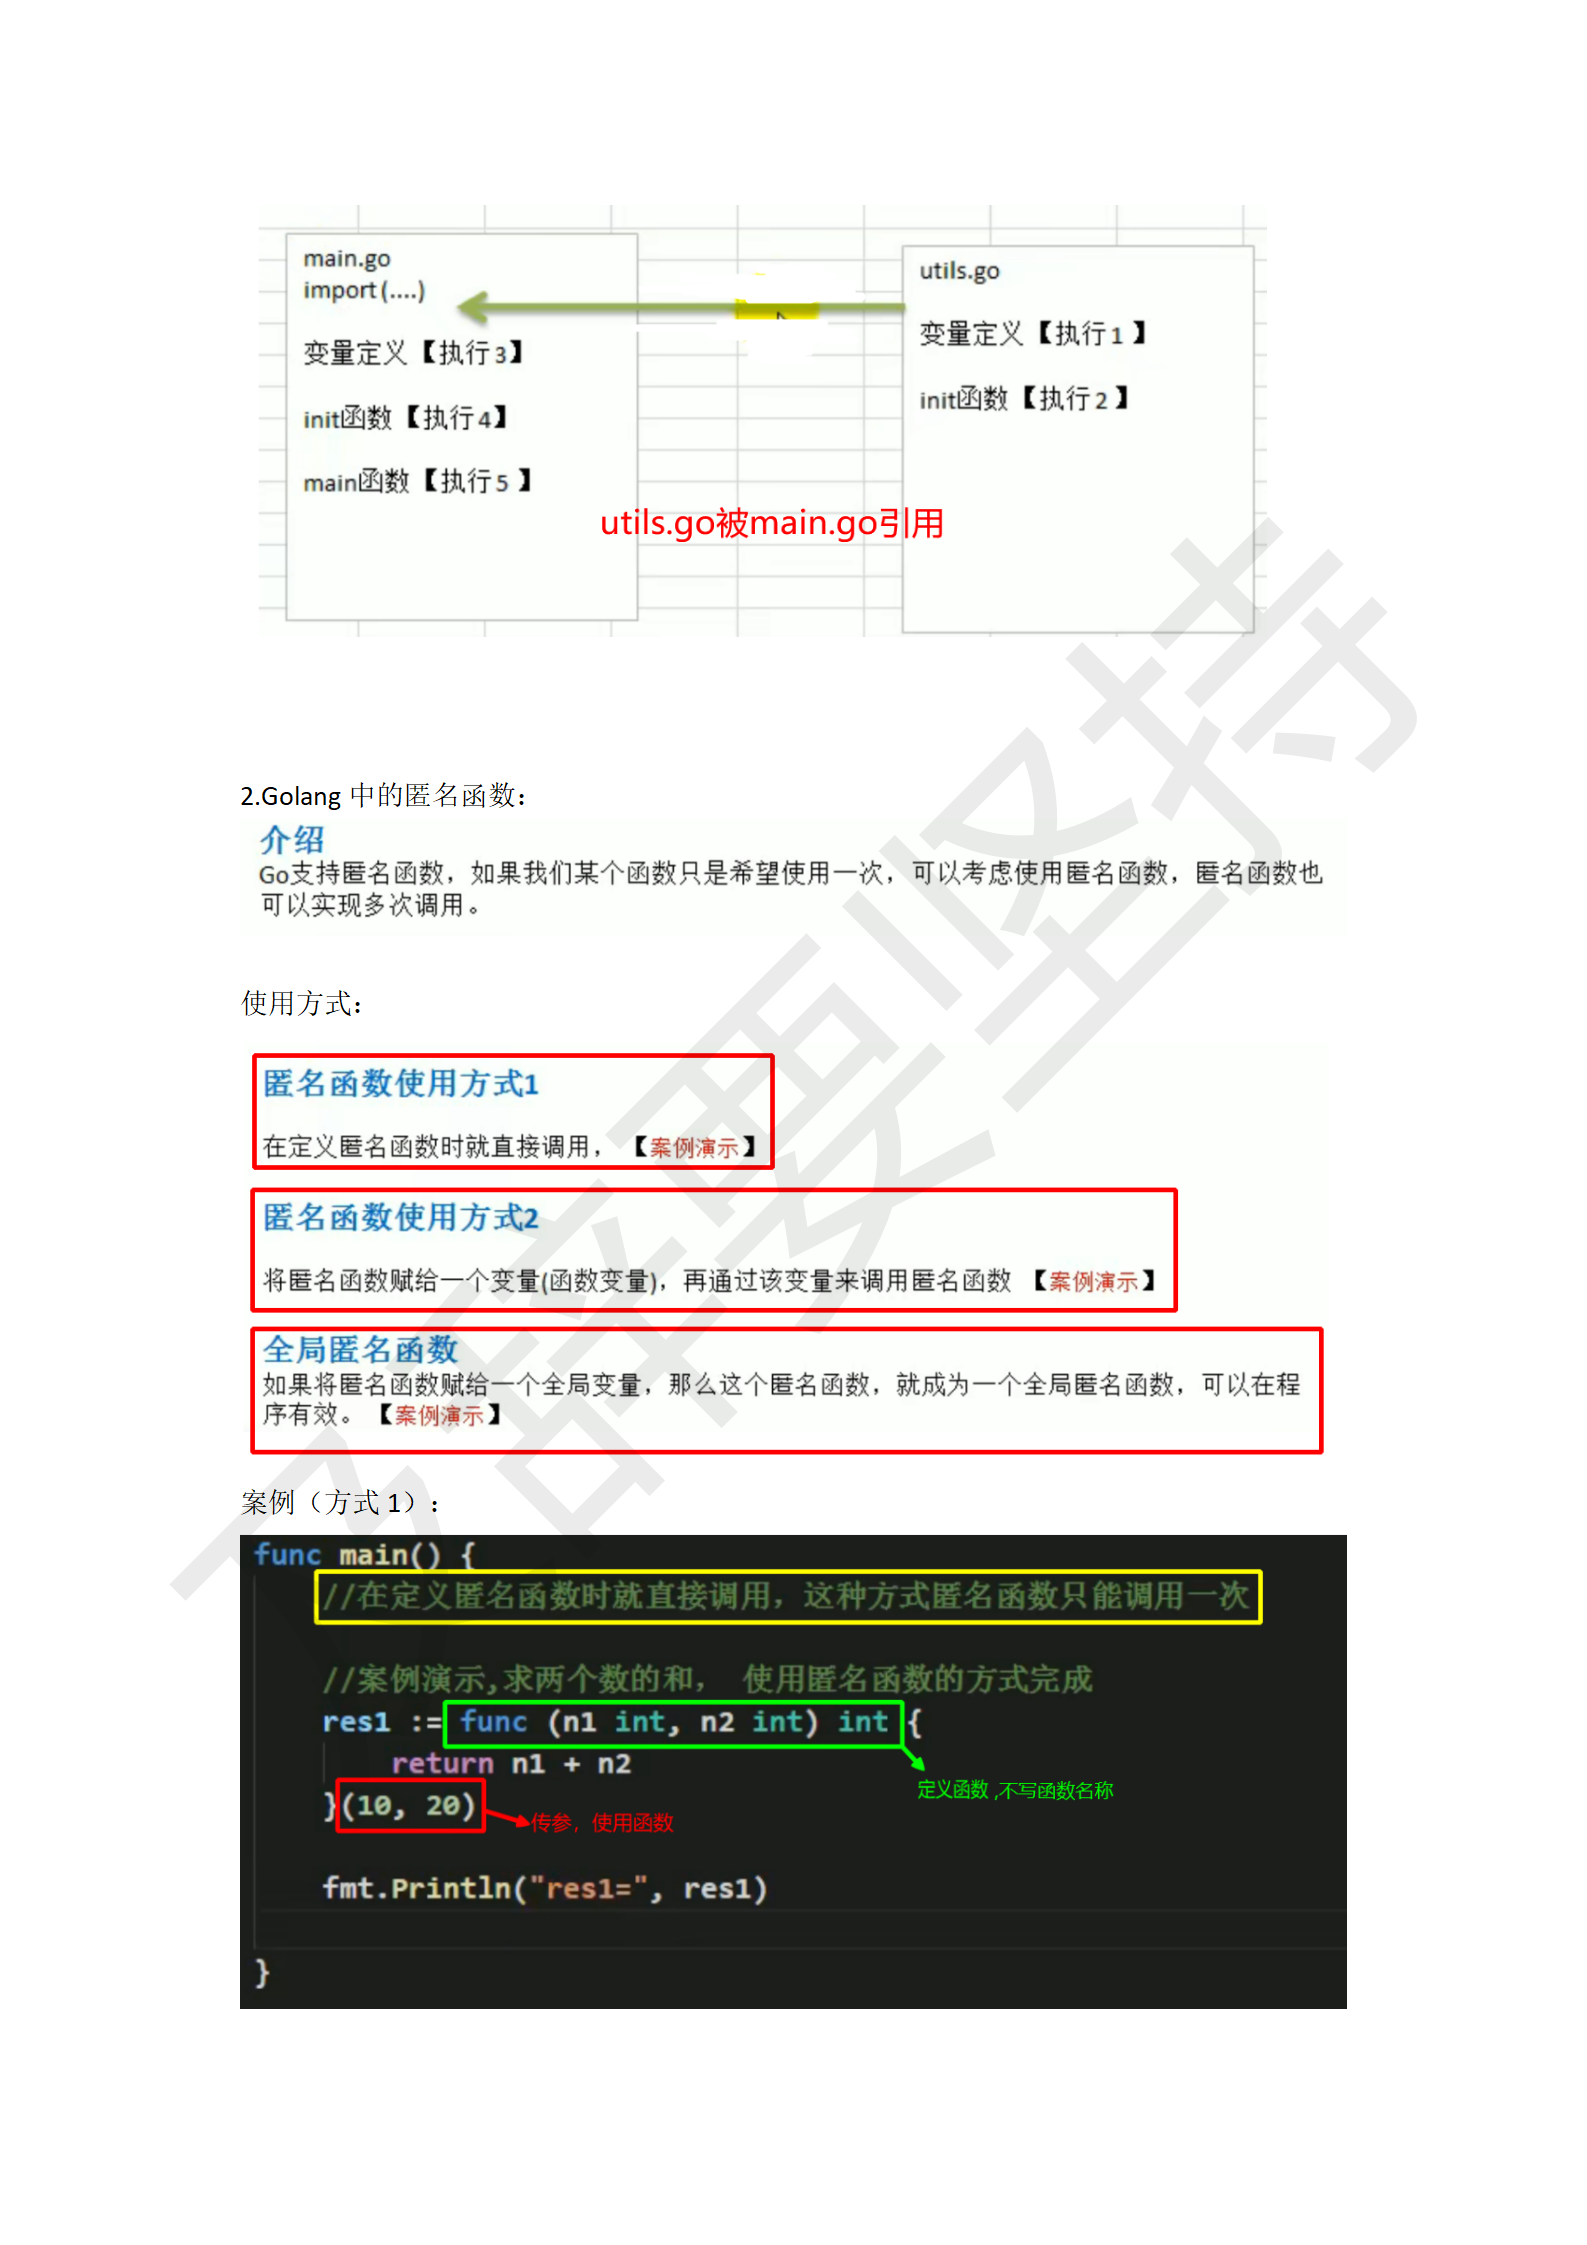 main.go
import(....)
变量定义【执行3】
init函数【执行4】
main函数【执行5 】
utils.go
变量定义【执行1 】
init函数【执行2 】
utils.go被main.go引用
2.Golang 中的匿名函数：
介绍
Go支持匿名函数，如果我们某个函数只是希望使用一次，可以考虑使用匿名函数，匿名函数也
可以实现多次调用。
使用方式：
匿名函数使用方式1
在定义匿名函数时就直接调用， 【案例演示】
匿名函数使用方式2
将匿名函数赋给一个变量(函数变量)，再通过该变量来调用匿名函数 【案例演示】
全局匿名函数
如果将匿名函数赋给一个全局变量，那么这个匿名函数，就成为一个全局匿名函数，可以在程
序有效。 【案例演示】
案例（方式 1）：
func main() {
//在定义匿名函数时就直接调用，这种方式匿名函数只能调用一次
//案例演示,求两个数的和， 使用匿名函数的方式完成
res1 := func (n1 int, n2 int) int {
return n1 + n2
定义函数 ,不写函数名称
}(10, 20)
传参，使用函数
fmt.Println("res1=", res1)
}
要坚持